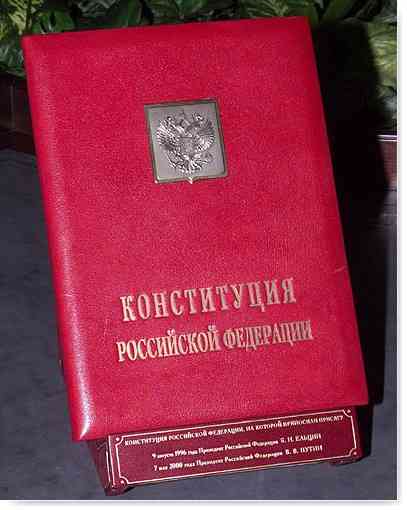 КОНСТИТУЦИЯ
РОССИЙСКОЙ ФЕДЕРАЦИИ
КОНСТИТУЦИЯ РОССИЙСКОЙ ФЕДЕРАЦИИ, НА КОТОРОЙ ПРИНОСИЛИ ПРИСЯГУ
9 августа 1996 года Президент Российской Федерации Б. Н. ЕЛЬЦИН
7 мая 2000 года Президент Российской Федерации В. В. ПУТИН